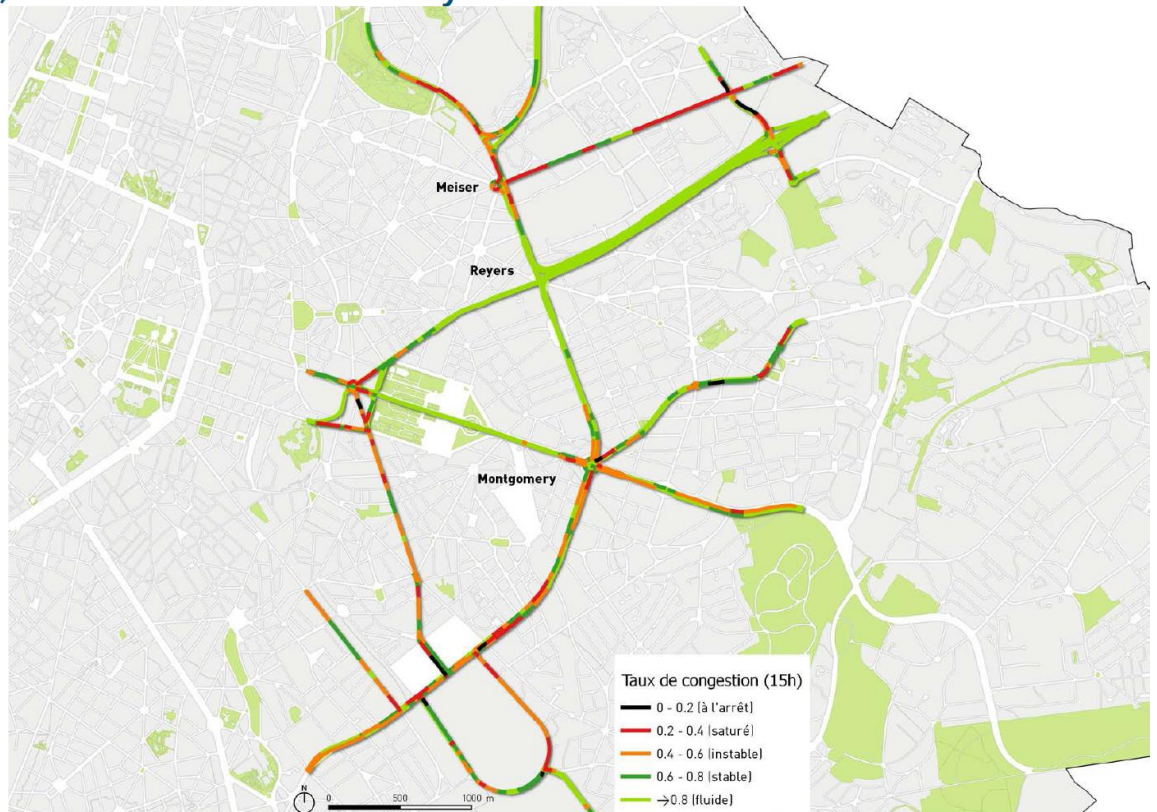 Meiser
Reyers
Montgomery
Taux de congestion (15h)
0 - 0.2 (à l'arrêt)
0.2 - 0.4 (saturé)
0.4 - 0.6 (instable)
0.6 - 0.8 (stable)
→0.8 (fluide)
N
0 500 1000 m